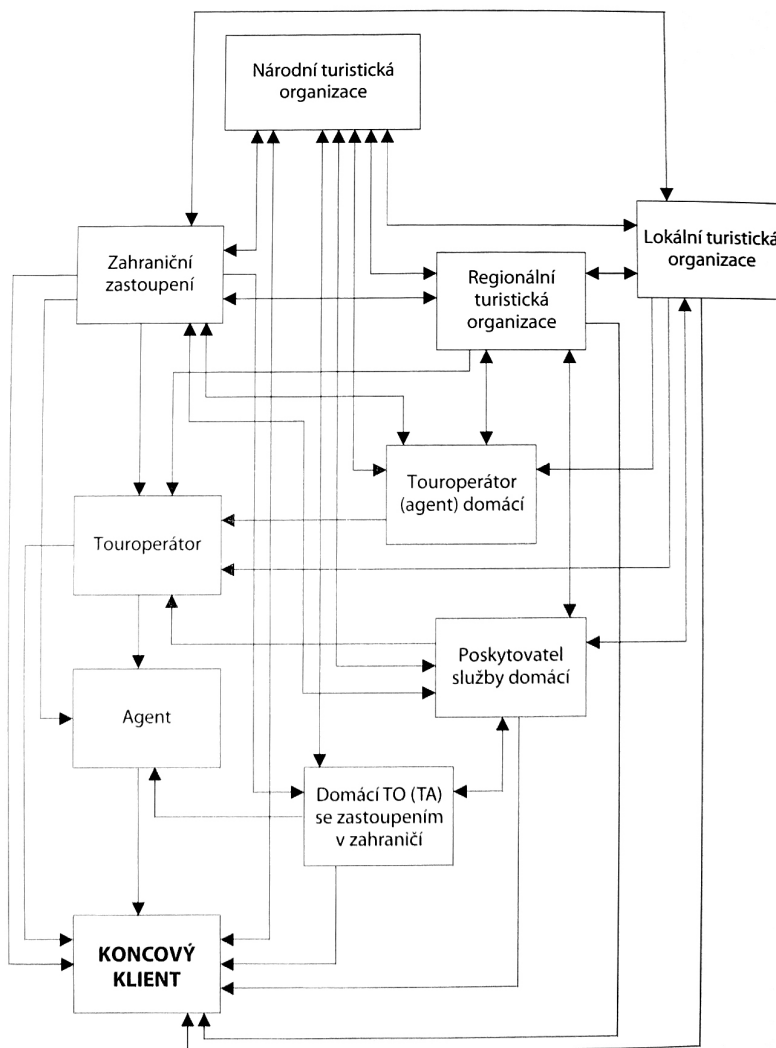 Národní turistická
organizace
Zahraniční
zastoupení
Regionální
turistická
organizace
Lokální turistická
organizace
Touroperátor
(agent) domácí
Touroperátor
Poskytovatel
služby domácí
Agent
Domácí TO (TA)
se zastoupením
v zahraničí
KONCOVÝ
KLIENT